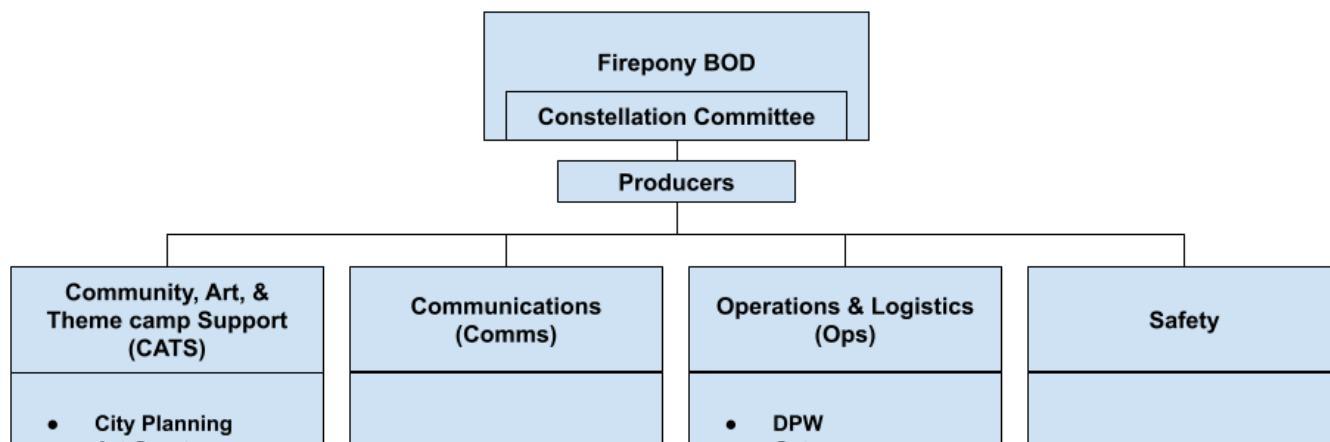 Firepony BOD
Constellation Committee
Producers
Community, Art, &
Theme camp Support
(CATS)
Communications
(Comms)
Operations & Logistics
(Ops)
Safety
● City Planning
● DPW